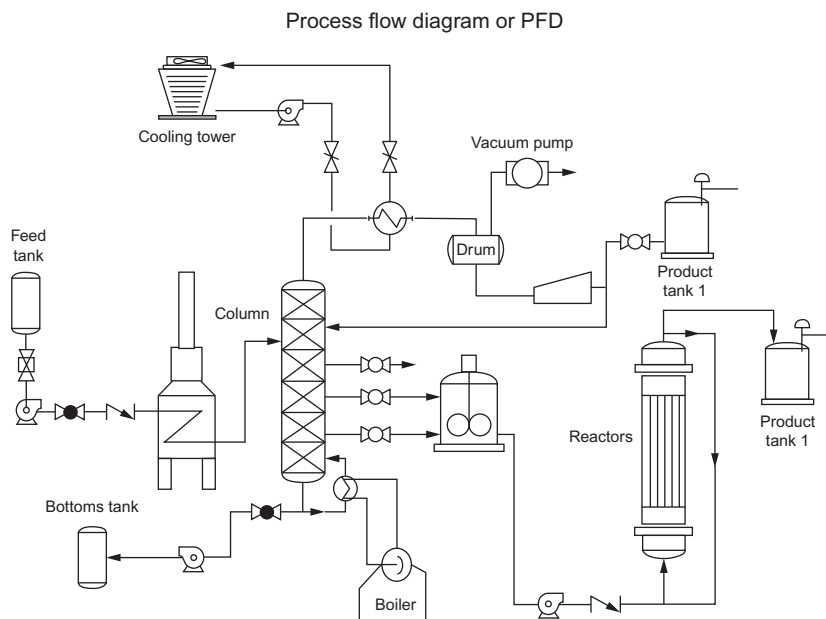 Process flow diagram or PFD
Cooling tower
Vacuum pump
Feed
tank
Drum
Product
tank 1
Column
Product
tank 1
Reactors
Bottoms tank
Boiler